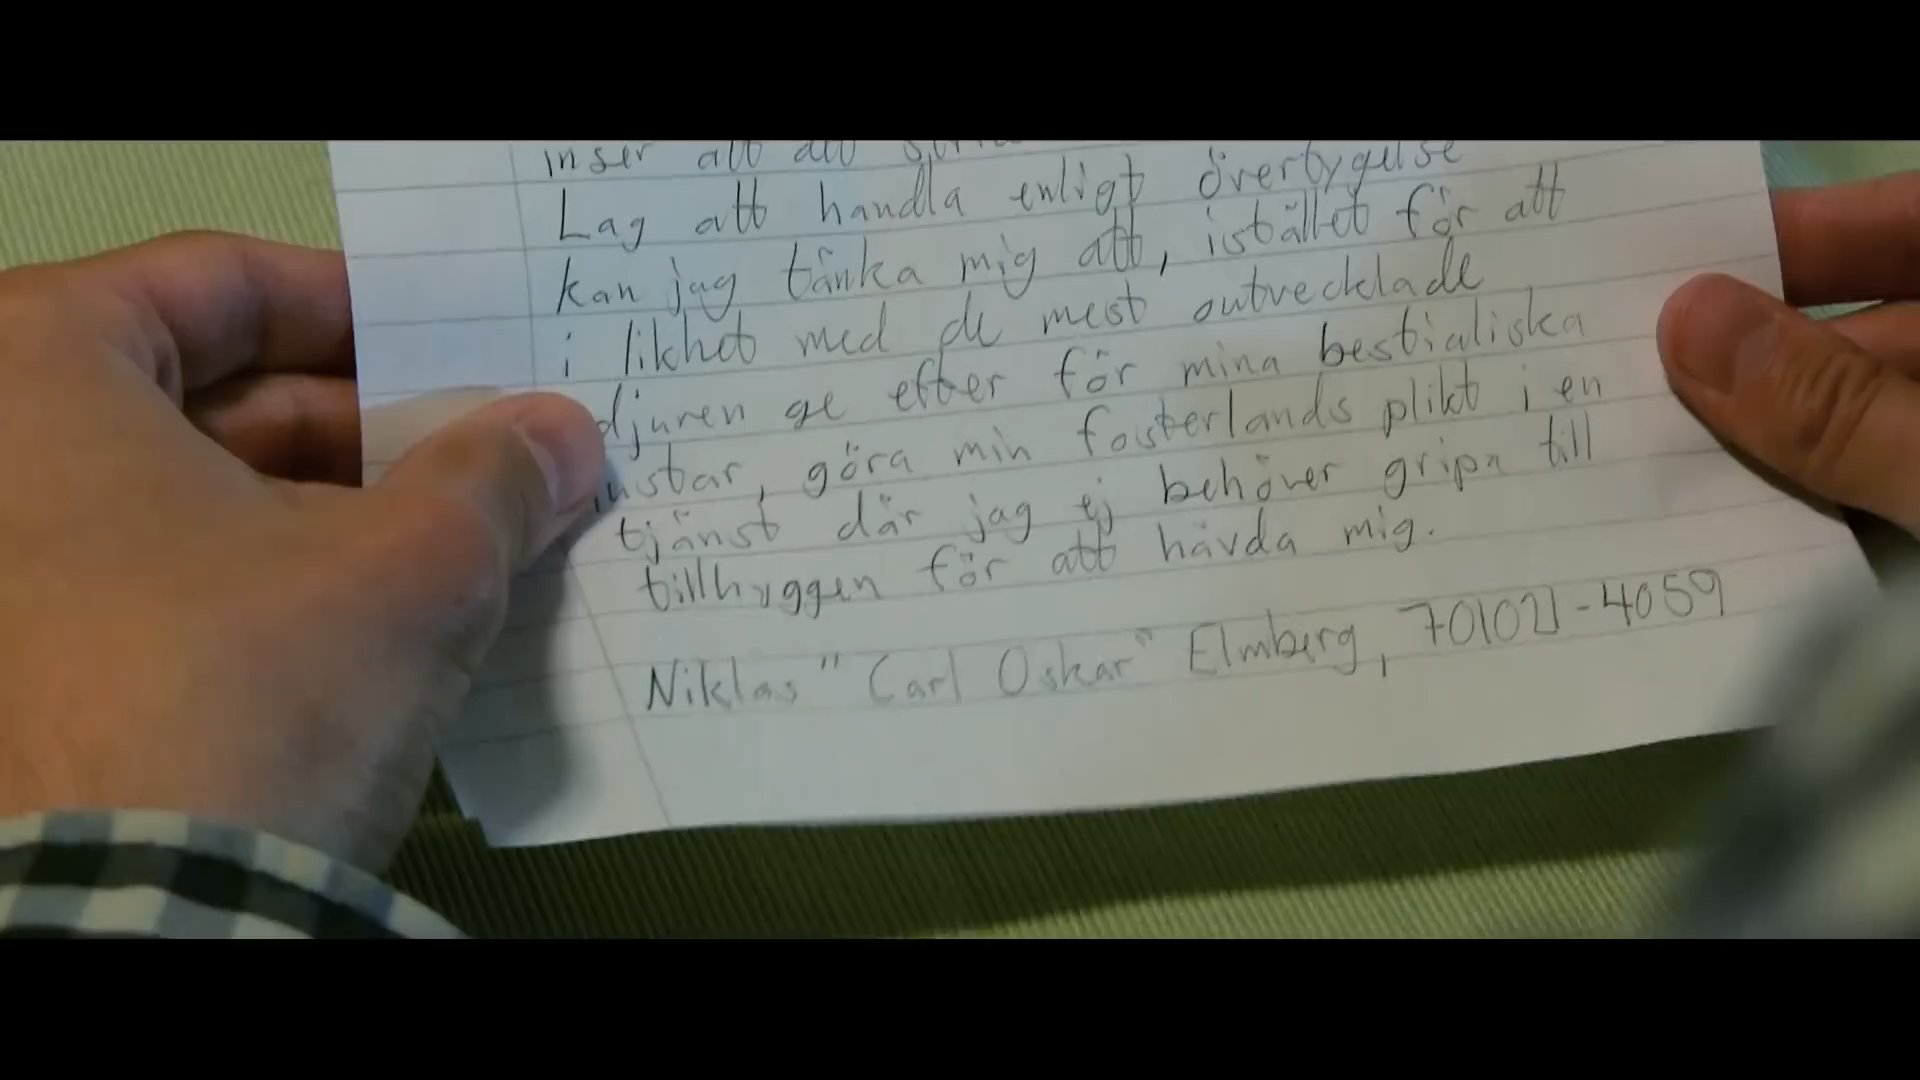 inser att att
Lag att handla enligt övertygelse
kan jag tänka mig att, istället för att
i likhet med de mest outvecklade
djuren ge efter för mina bestialiska
göra min fosterlands plikt i en
tjänst där jag ej behöver gripa till
tillhyggen för att hävda mig.
Niklas "Carl Oskar" Elmberg, 701021-4059